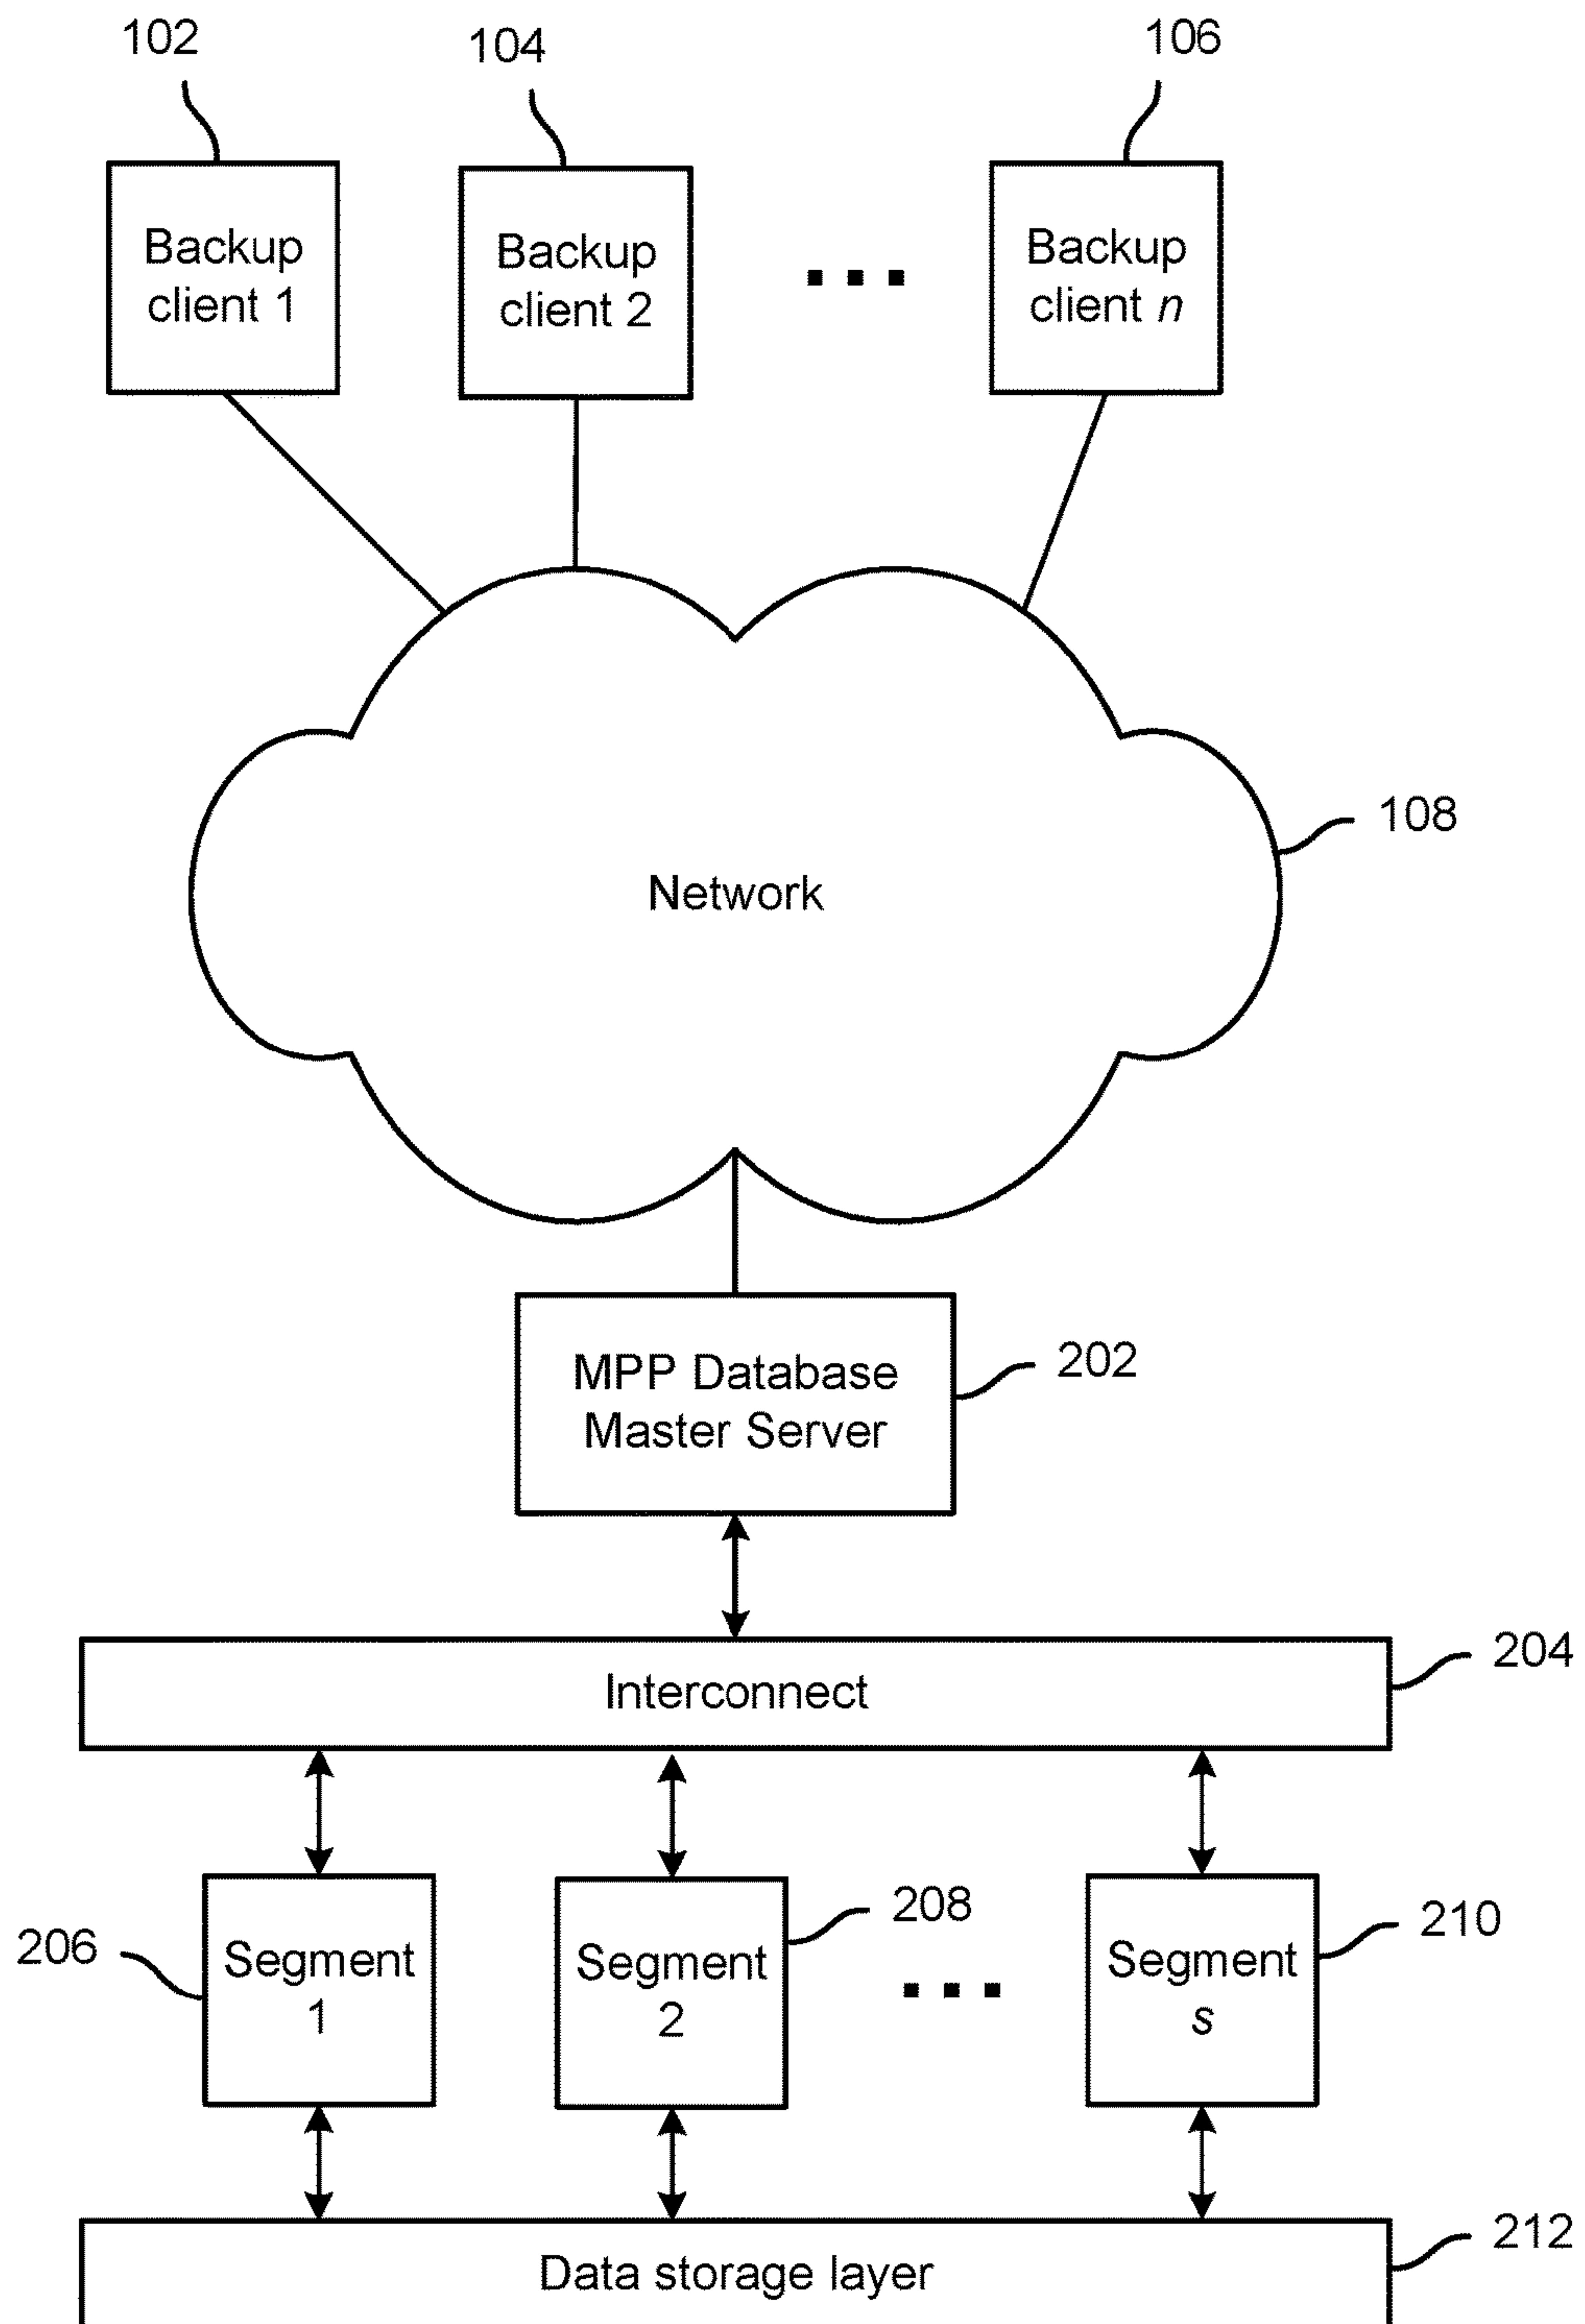 102
104
106
Backup
client 1
Backup
client 2
Backup
client n
108
Network
202
MPP Database
Master Server
204
Interconnect
206
Segment
1
208
Segment
2
210
Segment
s
212
Data storage layer